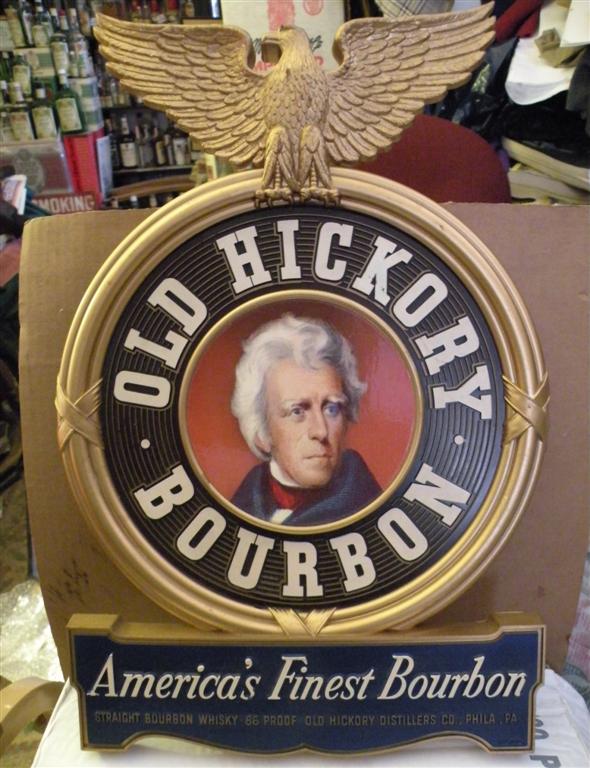 OLD HICKORY
BOURBON
America's Finest Bourbon
STRAIGHT BOURBON WHISKY · 86 PROOF · OLD HICKORY DISTILLERS CO., PHILA., PA.
SMOKING